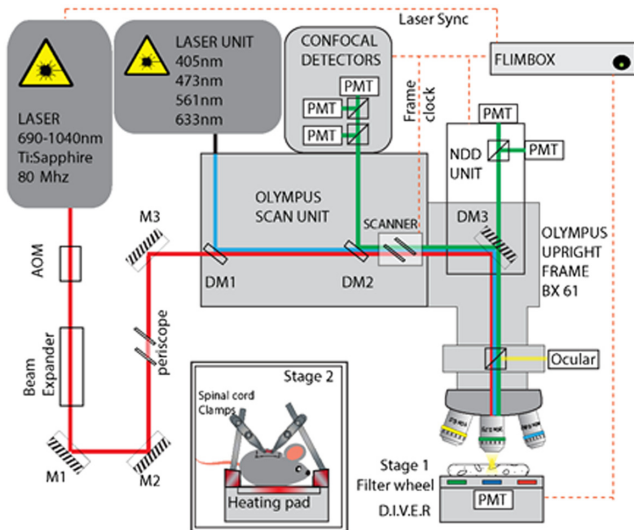 Laser Sync
LASER
690-1040nm
Ti:Sapphire
80 Mhz
LASER UNIT
405nm
473nm
561nm
633nm
CONFOCAL
DETECTORS
PMT
PMT
PMT
FLIMBOX
Frame
clock
PMT
PMT
NDD
UNIT
OLYMPUS
SCAN UNIT
SCANNER
DM1
DM2
DM3
OLYMPUS
UPRIGHT
FRAME
BX 61
M3
AOM
periscope
Beam
Expander
M1
M2
Ocular
Stage 2
Spinal cord
Clamps
Heating pad
Stage 1
Filter wheel
PMT
D.I.V.E.R